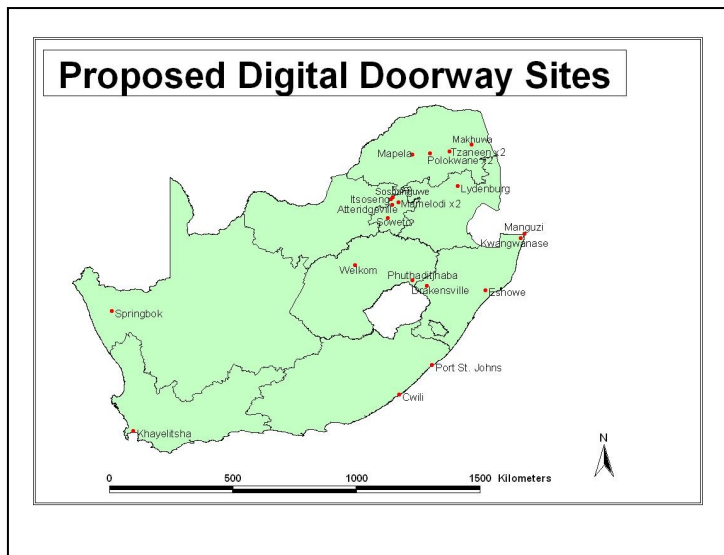 Proposed Digital Doorway Sites
Makhuwa
Mapela
Tzaneen x2
Polokwane x2
Lydenburg
Itsoseng
Mamelodi x2
Atteridgeville
Soweto
Manguzi
Kwangwanase
Welkom
Phuthaditjhaba
Drakensville
Eshowe
Springbok
Port St. Johns
Cwili
Khayelitsha
N
0 500 1000 1500 Kilometers